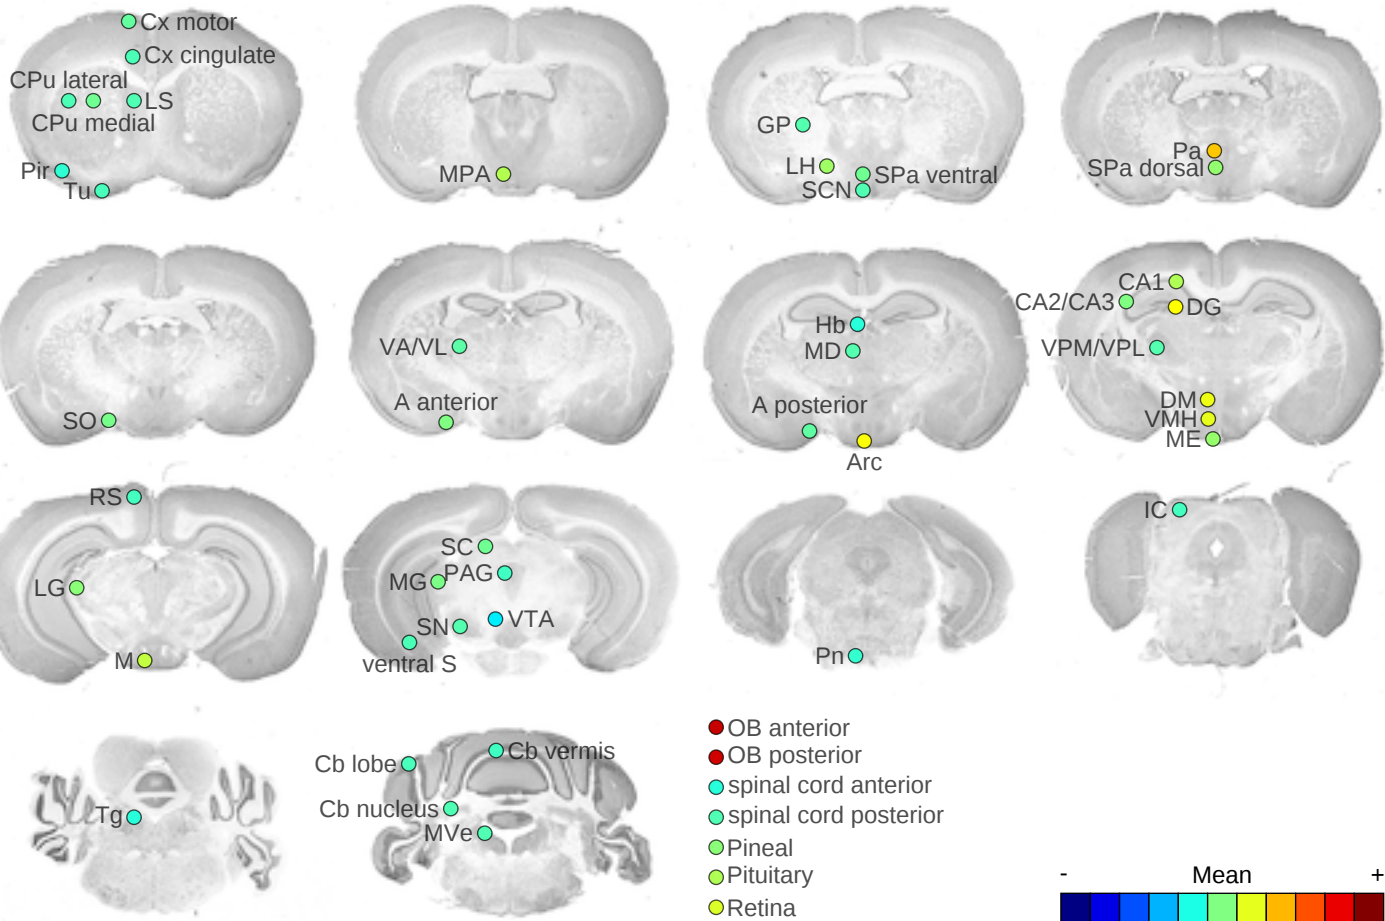 Cx motor
Cx cingulate
CPu lateral
LS
CPu medial
Pir
Tu
MPA
GP
LH
SPa ventral
SCN
Pa
SPa dorsal
SO
VA/VL
A anterior
Hb
MD
A posterior
Arc
CA1
CA2/CA3
DG
VPM/VPL
DM
VMH
ME
RS
LG
M
SC
MG
PAG
SN
VTA
ventral S
Pn
IC
Tg
Cb lobe
Cb vermis
Cb nucleus
MVe
OB anterior
OB posterior
spinal cord anterior
spinal cord posterior
Pineal
Pituitary
Retina
- Mean +